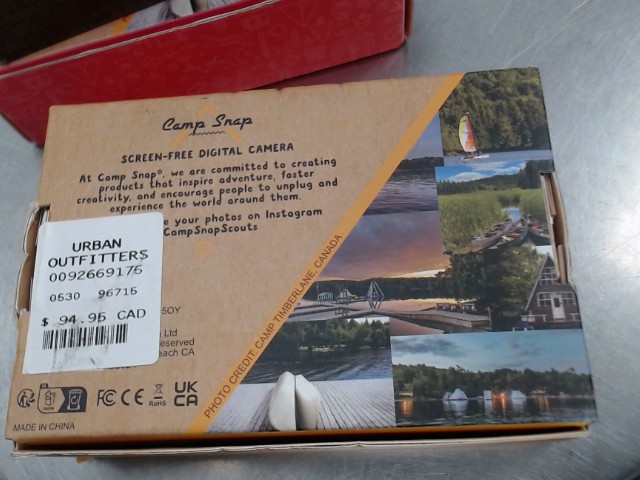 Camp Snap
SCREEN-FREE DIGITAL CAMERA
At Camp Snap®, we are committed to creating
products that inspire adventure, foster
creativity, and encourage people to unplug and
experience the world around them.
your photos on Instagram
CampSnapScouts
URBAN
OUTFITTERS
0092669176
0530 96715
$ 94.95 CAD
Ltd
each CA
FC CE RoHS UK
CA
MADE IN CHINA
PHOTO CREDIT: CAMP TIMBERLANE, CANADA